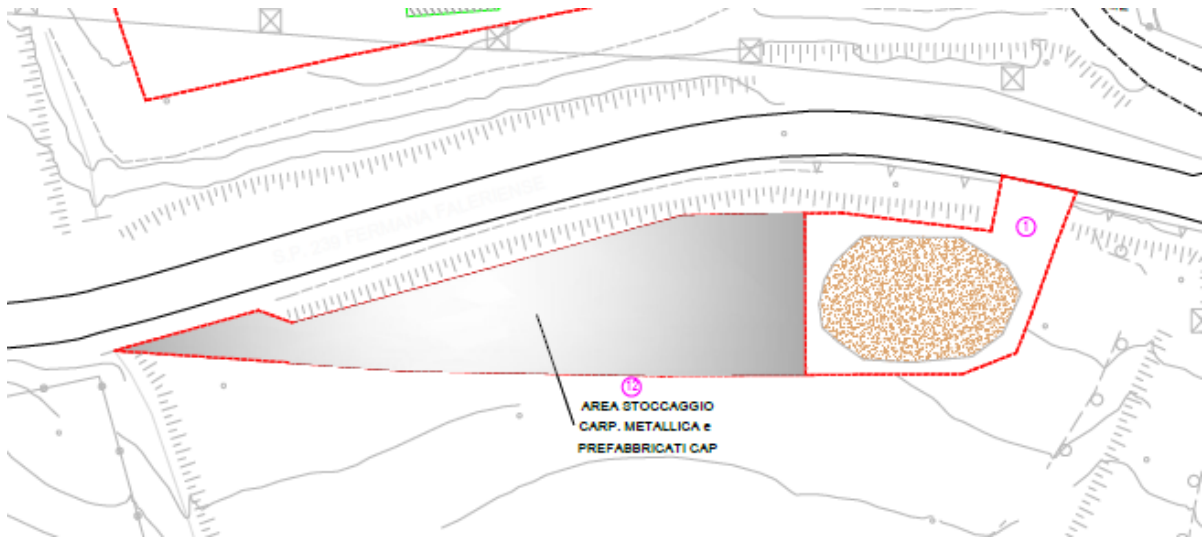 S.P. 239 FERMANA FALERIENSE
1
12
AREA STOCCAGGIO
CARP. METALLICA e
PREFABBRICATI CAP